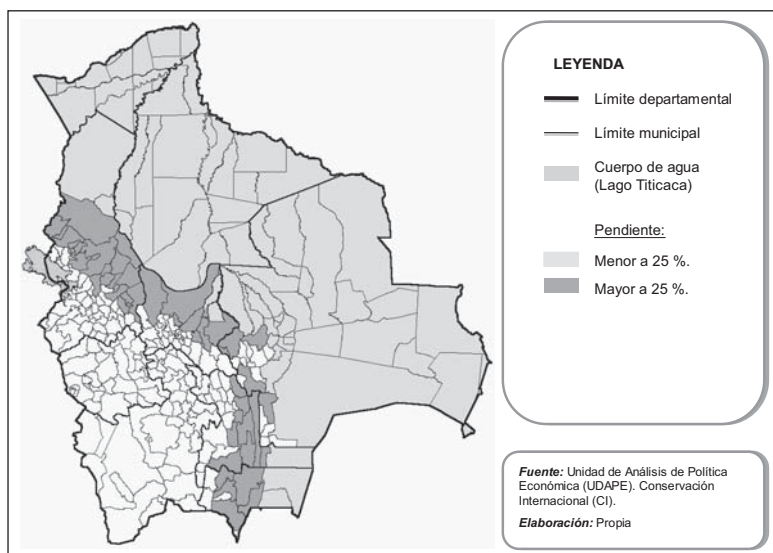 LEYENDA
Límite departamental
Límite municipal
Cuerpo de agua
(Lago Titicaca)
Pendiente:
Menor a 25 %.
Mayor a 25 %.
Fuente: Unidad de Análisis de Política
Económica (UDAPE). Conservación
Internacional (CI).
Elaboración: Propia